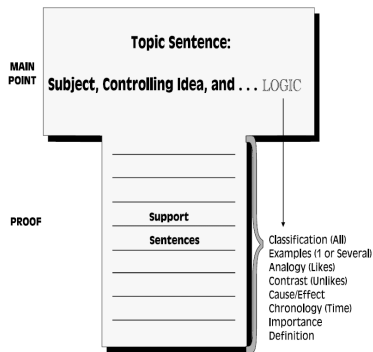 Topic Sentence:
MAIN
POINT
Subject, Controlling Idea, and . . . LOGIC
PROOF
Support
Sentences
Classification (All)
Examples (1 or Several)
Analogy (Likes)
Contrast (Unlikes)
Cause/Effect
Chronology (Time)
Importance
Definition